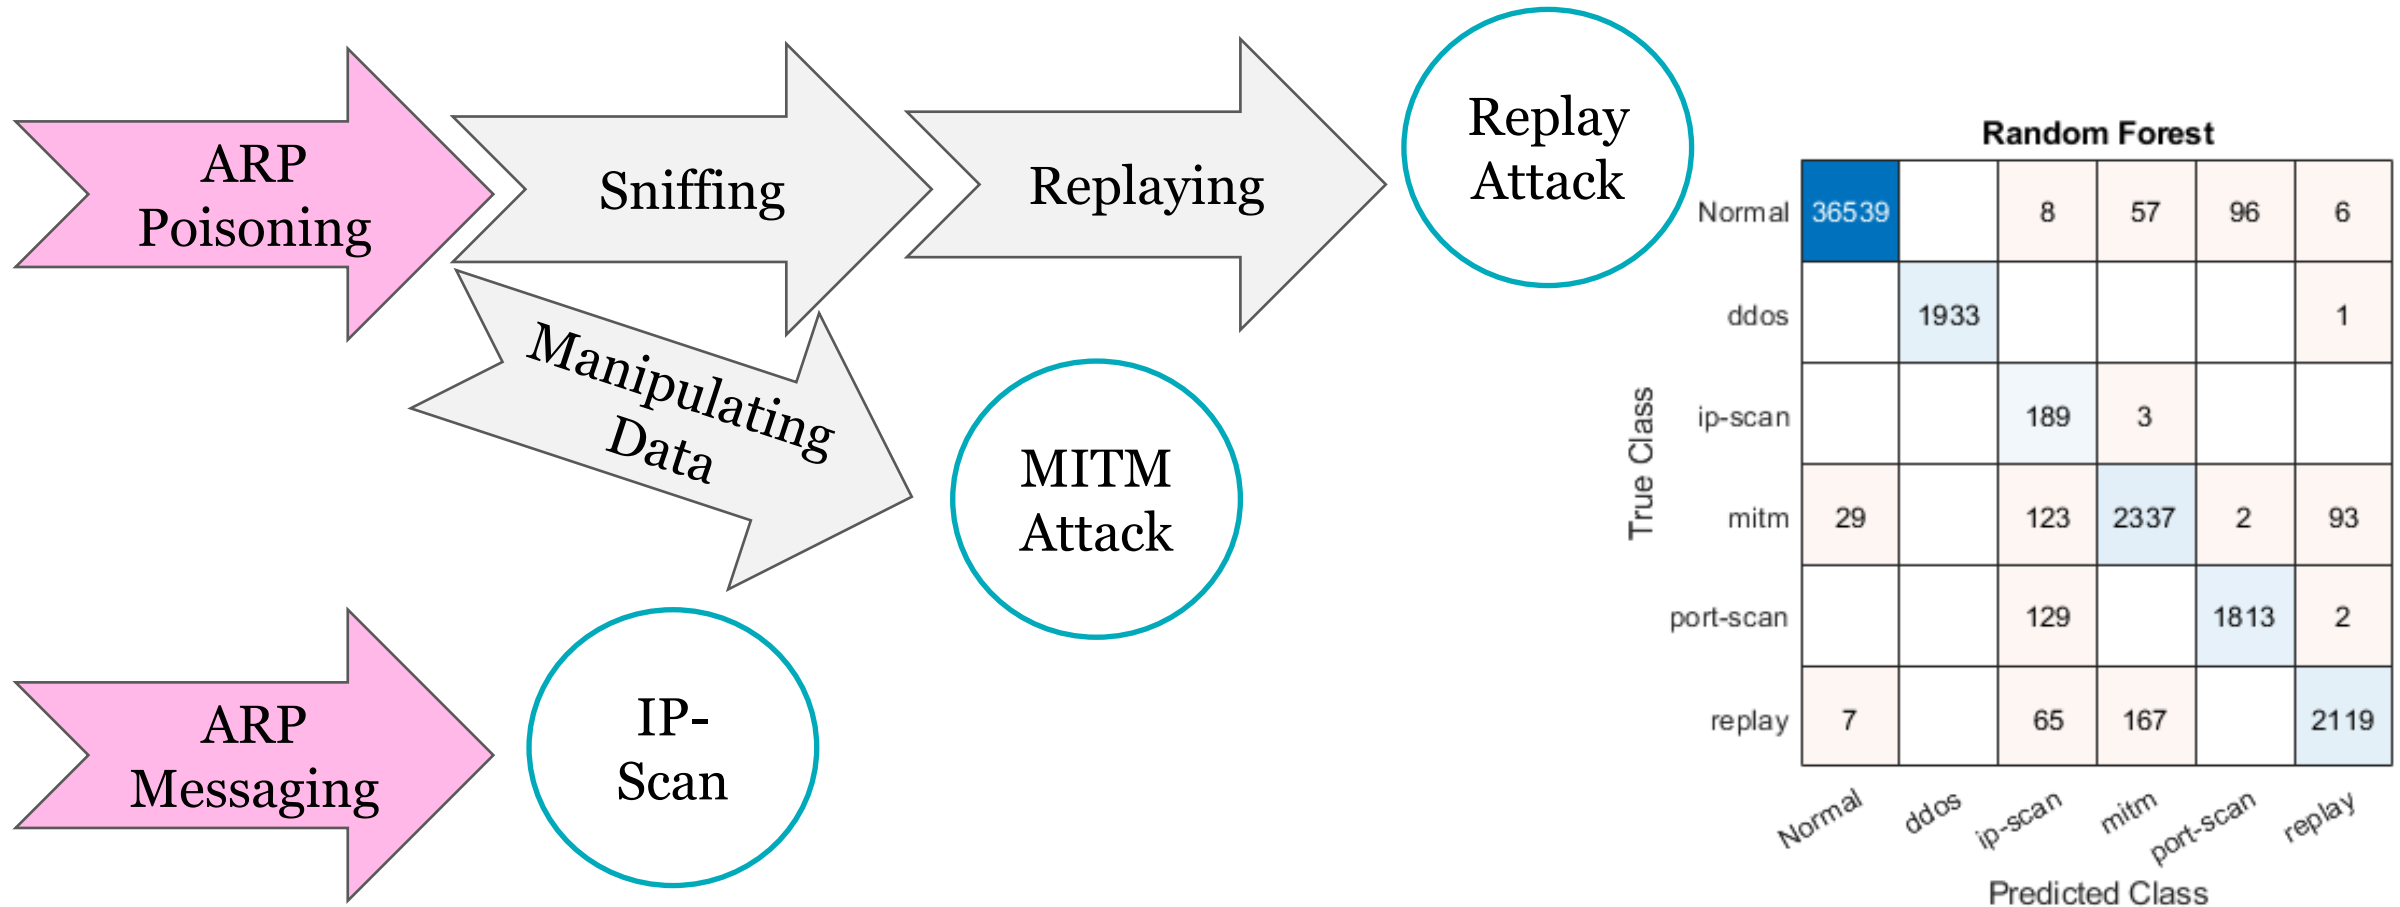 ARP
Poisoning
Sniffing
Replaying
Replay
Attack
Manipulating
Data
MITM
Attack
ARP
Messaging
IP-
Scan
Random Forest
True Class
Normal 36539 8 57 96 6
ddos 1933 1
ip-scan 189 3
mitm 29 123 2337 2 93
port-scan 129 1813 2
replay 7 65 167 2119
Normal ddos ip-scan mitm port-scan replay
Predicted Class